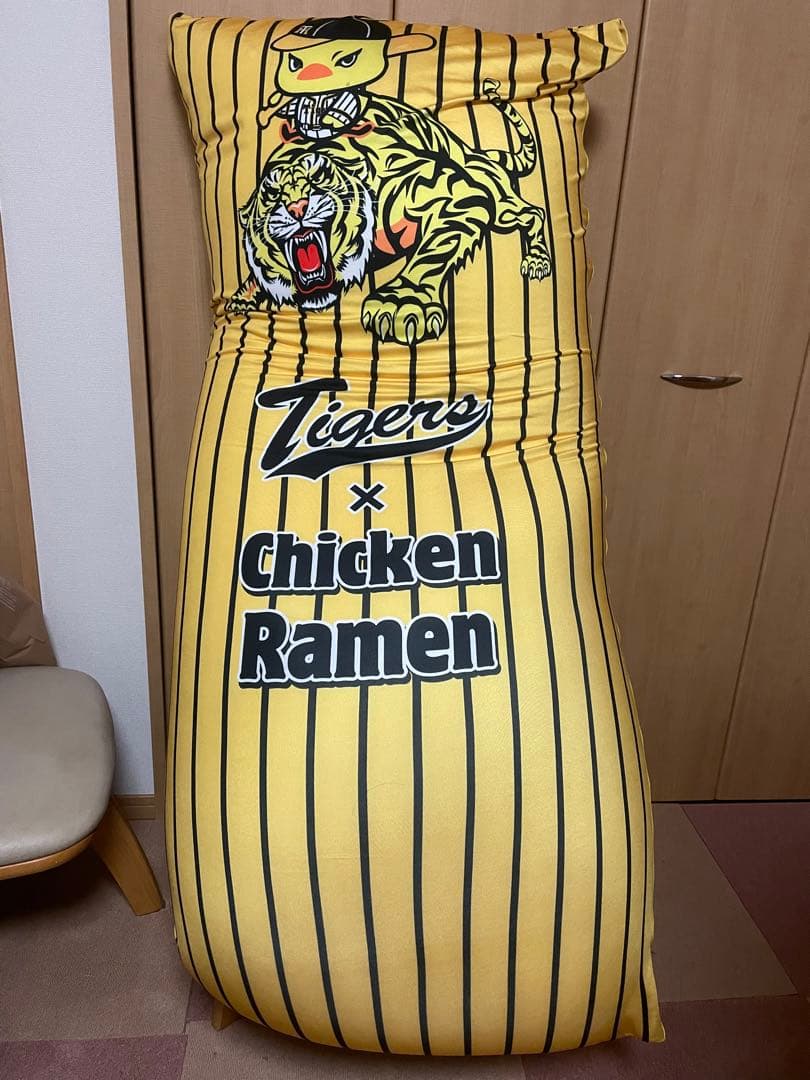 Tigers
×
Chicken
Ramen